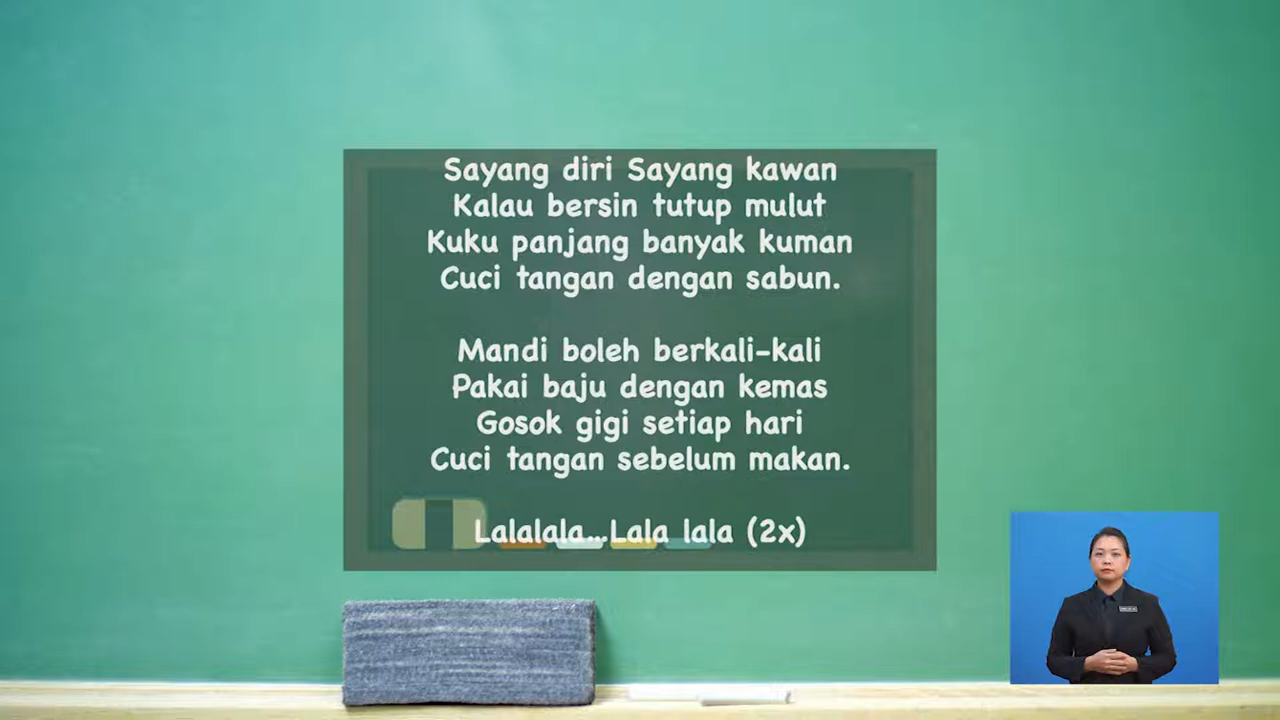 Sayang diri Sayang kawan
Kalau bersin tutup mulut
Kuku panjang banyak kuman
Cuci tangan dengan sabun.
Mandi boleh berkali-kali
Pakai baju dengan kemas
Gosok gigi setiap hari
Cuci tangan sebelum makan.
Lalalala...Lala lala (2x)